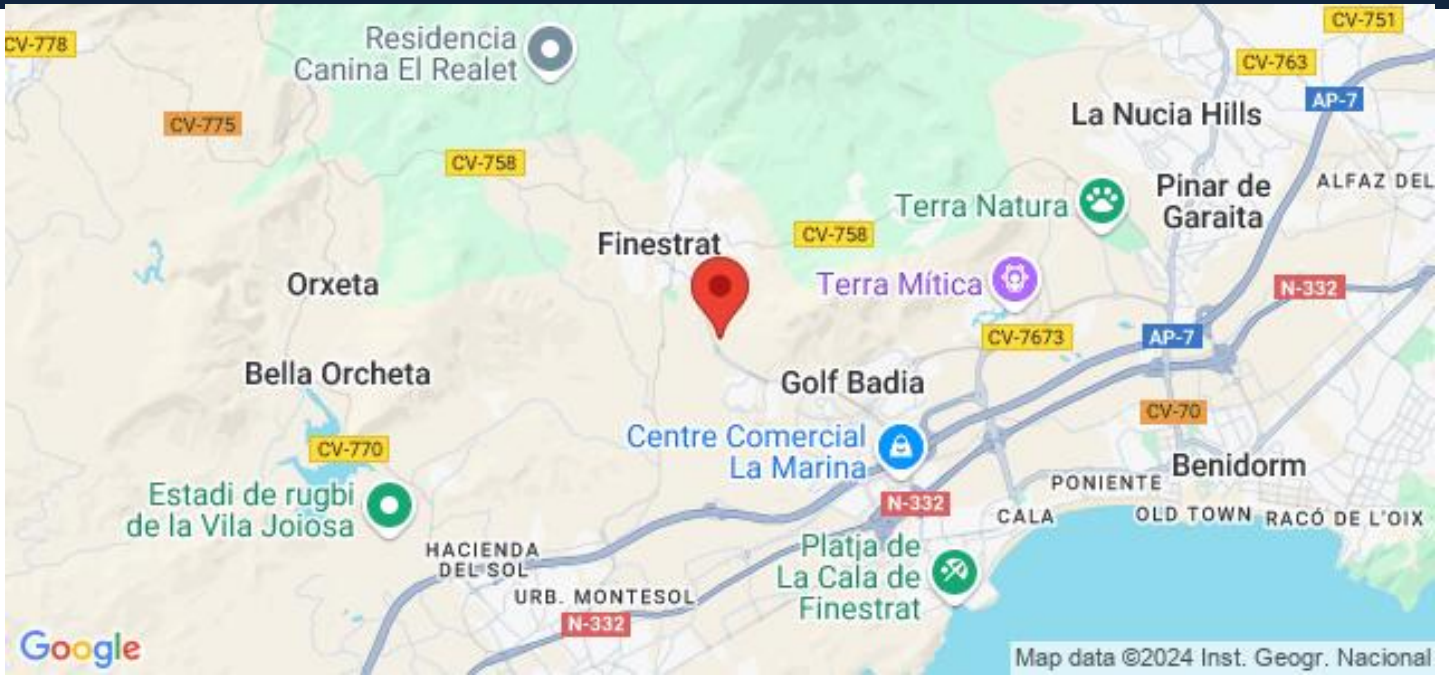 CV-778
Residencia
Canina El Realet
CV-751
CV-763
AP-7
CV-775
La Nucia Hills
CV-758
Terra Natura
Pinar de
Garaita
ALFAZ DEL
Finestrat
CV-758
Orxeta
Terra Mítica
N-332
CV-7673
AP-7
Bella Orcheta
Golf Badia
CV-70
Centre Comercial
La Marina
CV-770
Benidorm
PONIENTE
Estadi de rugbi
de la Vila Joiosa
N-332
CALA
OLD TOWN
RACÓ DE L'OIX
HACIENDA
DEL SOL
Platja de
La Cala de
Finestrat
URB. MONTESOL
N-332
Google
Map data ©2024 Inst. Geogr. Nacional